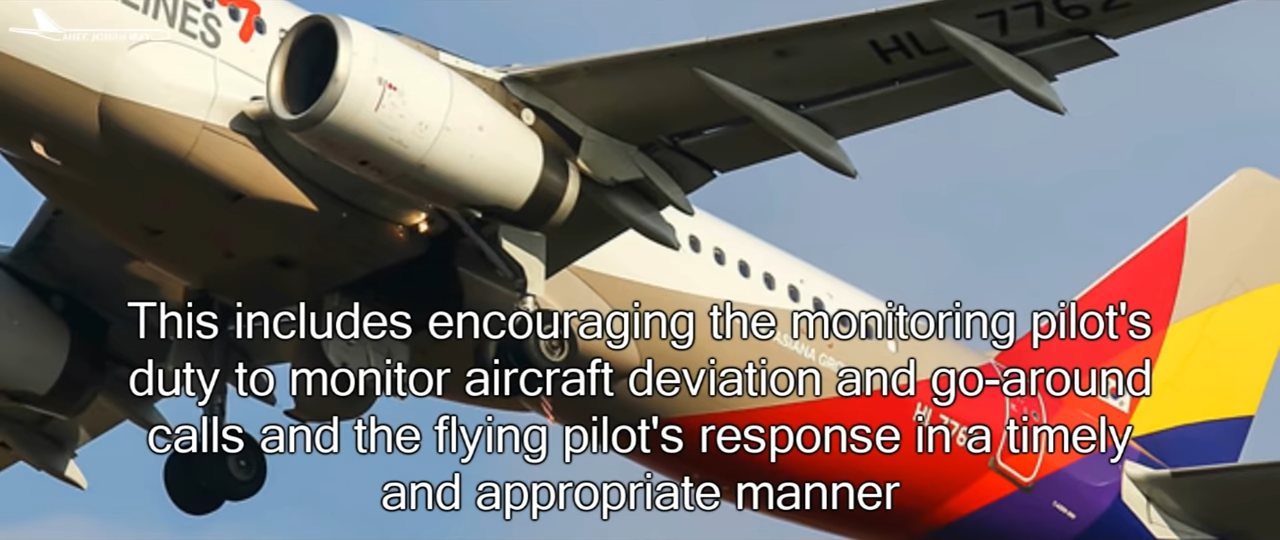 LINES
HL 7762
This includes encouraging the monitoring pilot's
duty to monitor aircraft deviation and go-around
calls and the flying pilot's response in a timely
and appropriate manner
ASIANA